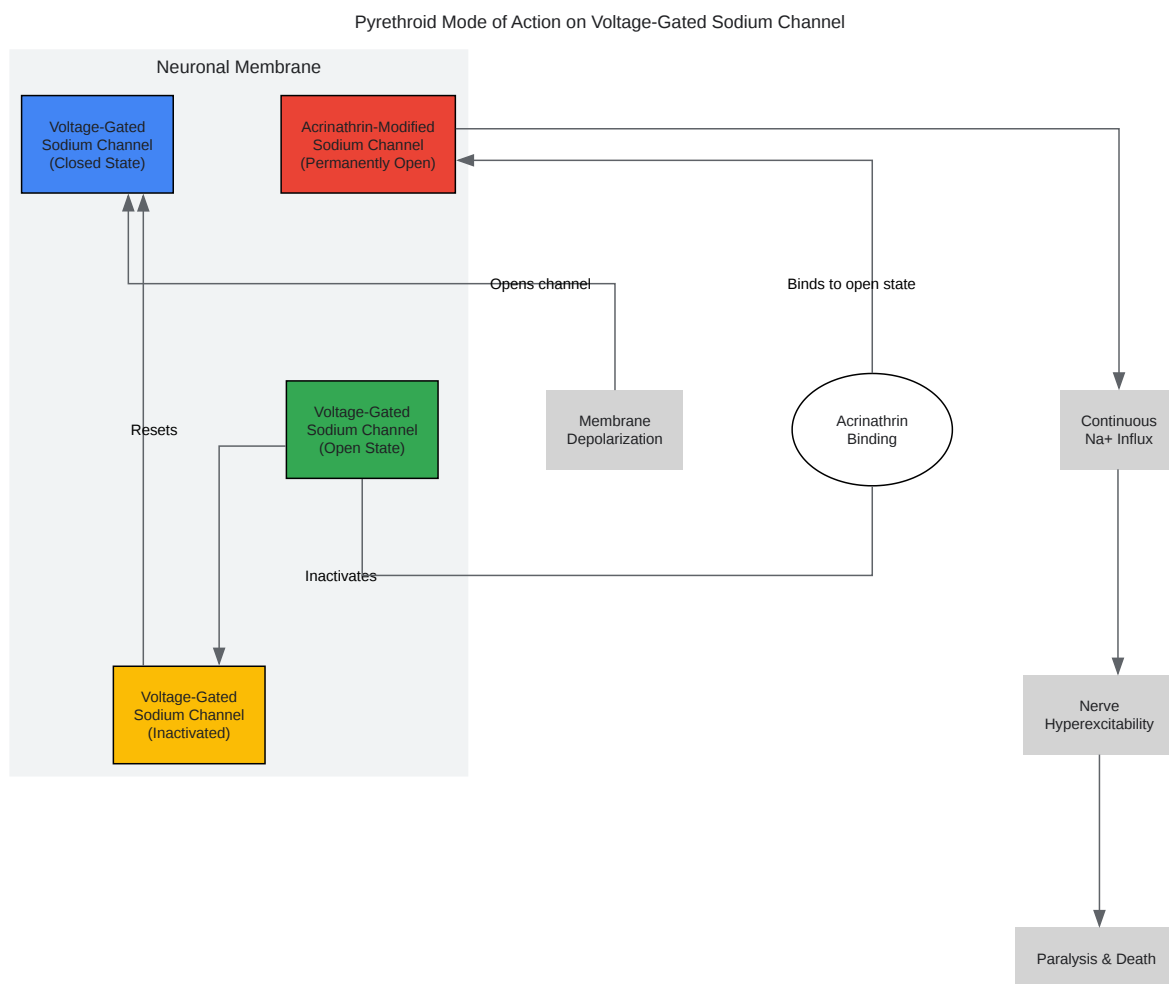 Pyrethroid Mode of Action on Voltage-Gated Sodium Channel
Neuronal Membrane
Voltage-Gated
Sodium Channel
(Closed State)
Acrinathrin-Modified
Sodium Channel
(Permanently Open)
Opens channel
Binds to open state
Resets
Voltage-Gated
Sodium Channel
(Open State)
Membrane
Depolarization
Acrinathrin
Binding
Continuous
Na+ Influx
Inactivates
Voltage-Gated
Sodium Channel
(Inactivated)
Nerve
Hyperexcitability
Paralysis & Death